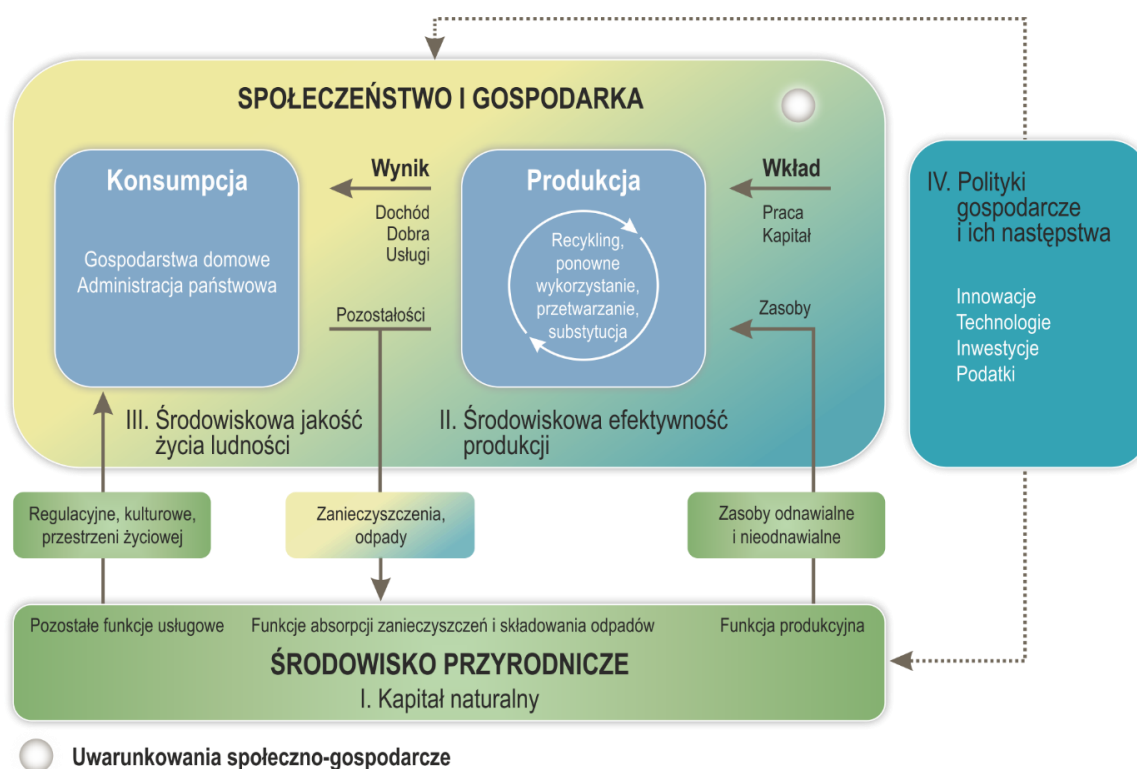 SPOŁECZEŃSTWO I GOSPODARKA
Konsumpcja
Gospodarstwa domowe
Administracja państwowa
Wynik
Dochód
Dobra
Usługi
Pozostałości
Produkcja
Recykling,
ponowne
wykorzystanie,
przetwarzanie,
substytucja
Wkład
Praca
Kapitał
Zasoby
III. Środowiskowa jakość
życia ludności
II. Środowiskowa efektywność
produkcji
IV. Polityki
gospodarcze
i ich następstwa
Innowacje
Technologie
Inwestycje
Podatki
Regulacyjne, kulturowe,
przestrzeni życiowej
Zanieczyszczenia,
odpady
Zasoby odnawialne
i nieodnawialne
Pozostałe funkcje usługowe
Funkcje absorpcji zanieczyszczeń i składowania odpadów
Funkcja produkcyjna
ŚRODOWISKO PRZYRODNICZE
I. Kapitał naturalny
Uwarunkowania społeczno-gospodarcze